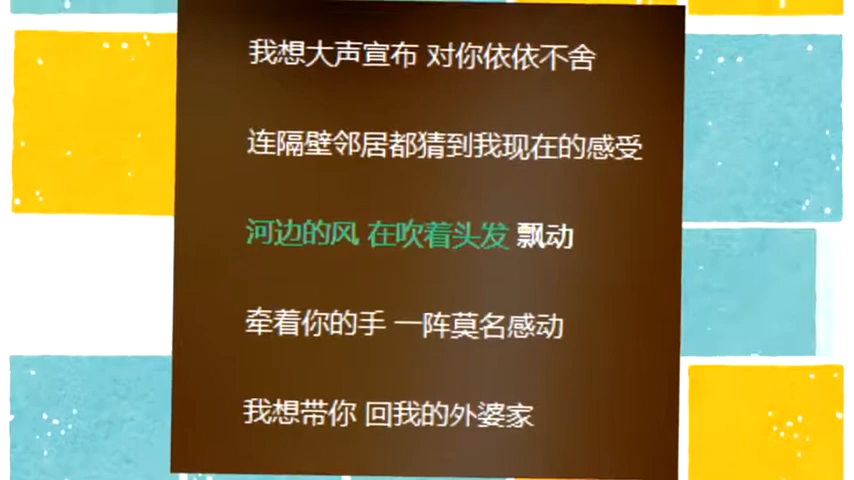 我想大声宣布 对你依依不舍
连隔壁邻居都猜到我现在的感受
河边的风 在吹着头发 飘动
牵着你的手 一阵莫名感动
我想带你 回我的外婆家